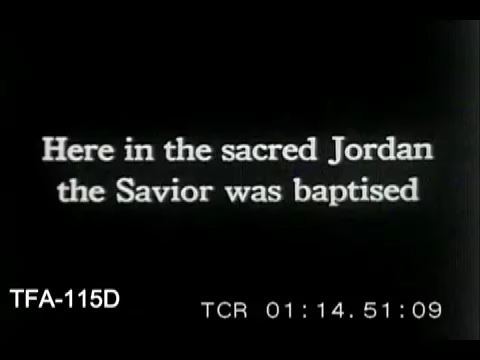 Here in the sacred Jordan
the Savior was baptised
TFA-115D
TCR 01:14.51:09